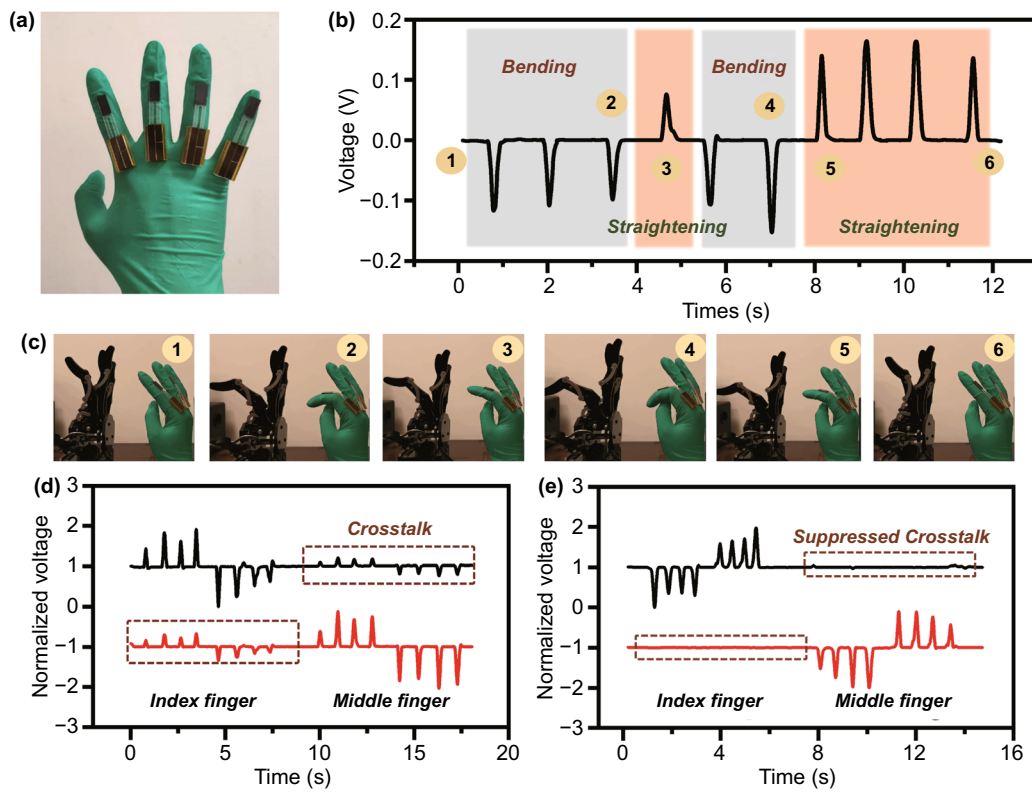 (a)
(b)
0.2
0.1
0.0
−0.1
−0.2
Voltage (V)
Bending
2
Bending
4
1
3
5
6
Straightening
Straightening
0 2 4 6 8 10 12
Times (s)
(c)
1
2
3
4
5
6
(d)
3
2
1
0
−1
−2
−3
Normalized voltage
Crosstalk
Index finger
Middle finger
0 5 10 15 20
Time (s)
(e)
3
2
1
0
−1
−2
−3
Normalized voltage
Suppressed Crosstalk
Index finger
Middle finger
0 4 8 12 16
Time (s)